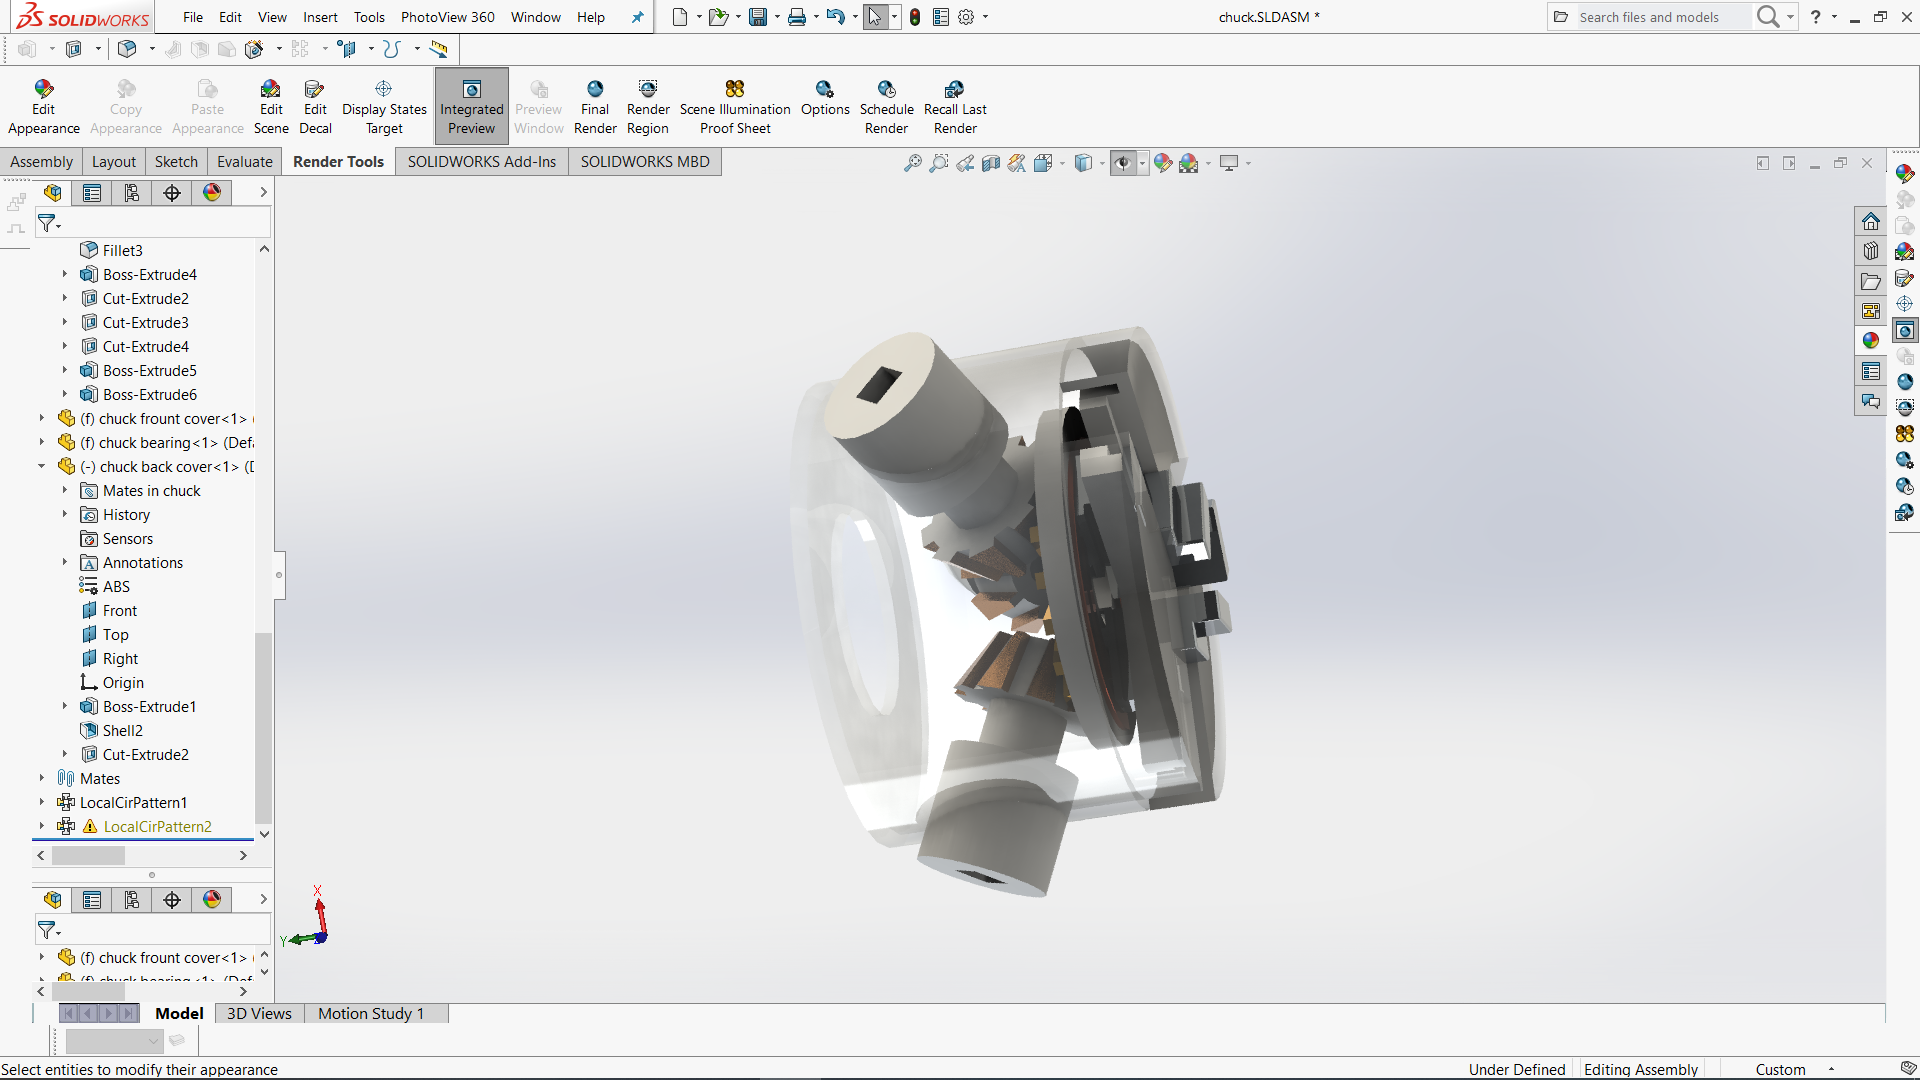 SOLIDWORKS
File Edit View Insert Tools PhotoView 360 Window Help
chuck.SLDASM *
Search files and models
?
Edit Appearance
Copy Appearance
Paste Appearance
Edit Scene
Edit Decal
Display States Target
Integrated Preview
Preview Window
Final Render
Render Region
Scene Illumination Proof Sheet
Options
Schedule Render
Recall Last Render
Assembly Layout Sketch Evaluate Render Tools SOLIDWORKS Add-Ins SOLIDWORKS MBD
Fillet3
Boss-Extrude4
Cut-Extrude2
Cut-Extrude3
Cut-Extrude4
Boss-Extrude5
Boss-Extrude6
(f) chuck frount cover<1> (
(f) chuck bearing<1> (Defa
(-) chuck back cover<1> (D
Mates in chuck
History
Sensors
Annotations
ABS
Front
Top
Right
Origin
Boss-Extrude1
Shell2
Cut-Extrude2
Mates
LocalCirPattern1
LocalCirPattern2
X
Y
Z
(f) chuck frount cover<1> (
(f) chuck bearing<1> (Defa
Model 3D Views Motion Study 1
Select entities to modify their appearance
Under Defined Editing Assembly Custom